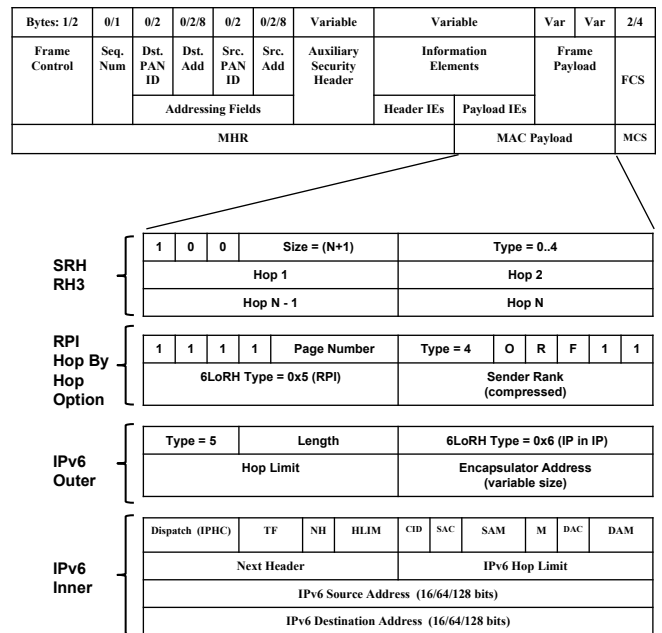 Bytes: 1/2 0/1 0/2 0/2/8 0/2 0/2/8 Variable Variable Var Var 2/4
Frame Control Seq. Num Dst. PAN ID Dst. Add Src. PAN ID Src. Add Auxiliary Security Header Information Elements Frame Payload FCS
Addressing Fields Header IEs Payload IEs
MHR MAC Payload MCS
SRH RH3
1 0 0 Size = (N+1) Type = 0..4
Hop 1 Hop 2
Hop N - 1 Hop N
RPI Hop By Hop Option
1 1 1 1 Page Number Type = 4 O R F 1 1
6LoRH Type = 0x5 (RPI) Sender Rank (compressed)
IPv6 Outer
Type = 5 Length 6LoRH Type = 0x6 (IP in IP)
Hop Limit Encapsulator Address (variable size)
IPv6 Inner
Dispatch (IPHC) TF NH HLIM CID SAC SAM M DAC DAM
Next Header IPv6 Hop Limit
IPv6 Source Address (16/64/128 bits)
IPv6 Destination Address (16/64/128 bits)